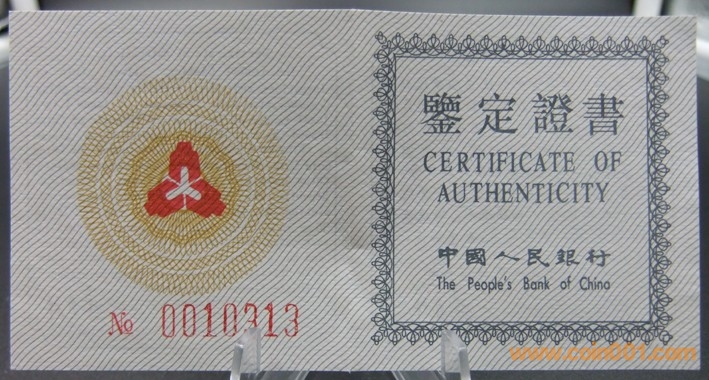 № 0010313
鑒定證書
CERTIFICATE OF
AUTHENTICITY
中國人民銀行
The People's Bank of China
www.coin001.com